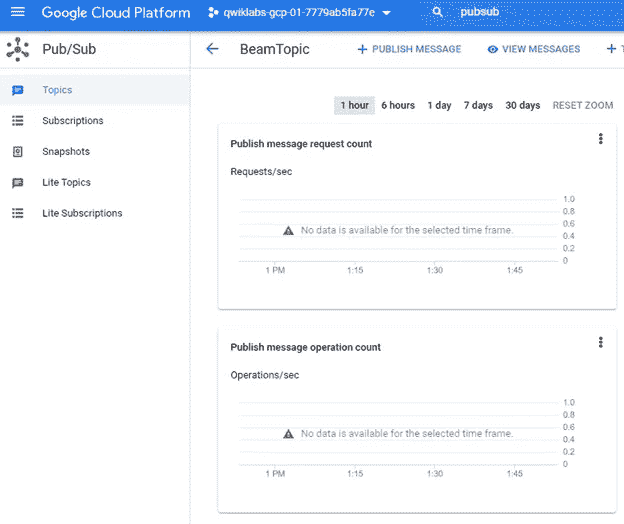 Google Cloud Platform
qwiklabs-gcp-01-7779ab5fa77e
pubsub
Pub/Sub
BeamTopic
PUBLISH MESSAGE
VIEW MESSAGES
Topics
Subscriptions
Snapshots
Lite Topics
Lite Subscriptions
1 hour 6 hours 1 day 7 days 30 days RESET ZOOM
Publish message request count
Requests/sec
1.0
0.8
0.6
No data is available for the selected time frame.
0.4
0.2
0
1 PM 1:15 1:30 1:45
Publish message operation count
Operations/sec
1.0
0.8
0.6
No data is available for the selected time frame.
0.4
0.2
0
1 PM 1:15 1:30 1:45